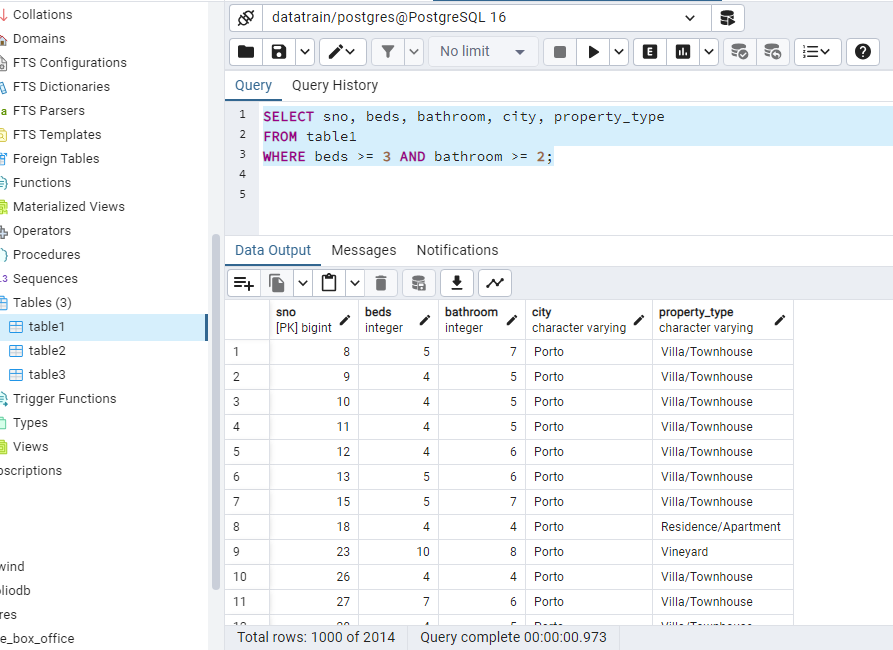 Collations
Domains
FTS Configurations
FTS Dictionaries
FTS Parsers
FTS Templates
Foreign Tables
Functions
Materialized Views
Operators
Procedures
Sequences
Tables (3)
table1
table2
table3
Trigger Functions
Types
Views
oscriptions
wind
liodb
res
e_box_office
datatrain/postgres@PostgreSQL 16
No limit
Query Query History
1 SELECT sno, beds, bathroom, city, property_type
2 FROM table1
3 WHERE beds >= 3 AND bathroom >= 2;
4
5
Data Output Messages Notifications
sno beds bathroom city property_type
[PK] bigint integer integer character varying character varying
1 8 5 7 Porto Villa/Townhouse
2 9 4 5 Porto Villa/Townhouse
3 10 4 5 Porto Villa/Townhouse
4 11 4 5 Porto Villa/Townhouse
5 12 4 6 Porto Villa/Townhouse
6 13 5 6 Porto Villa/Townhouse
7 15 5 7 Porto Villa/Townhouse
8 18 4 4 Porto Residence/Apartment
9 23 10 8 Porto Vineyard
10 26 4 4 Porto Villa/Townhouse
11 27 7 6 Porto Villa/Townhouse
Total rows: 1000 of 2014 Query complete 00:00:00.973